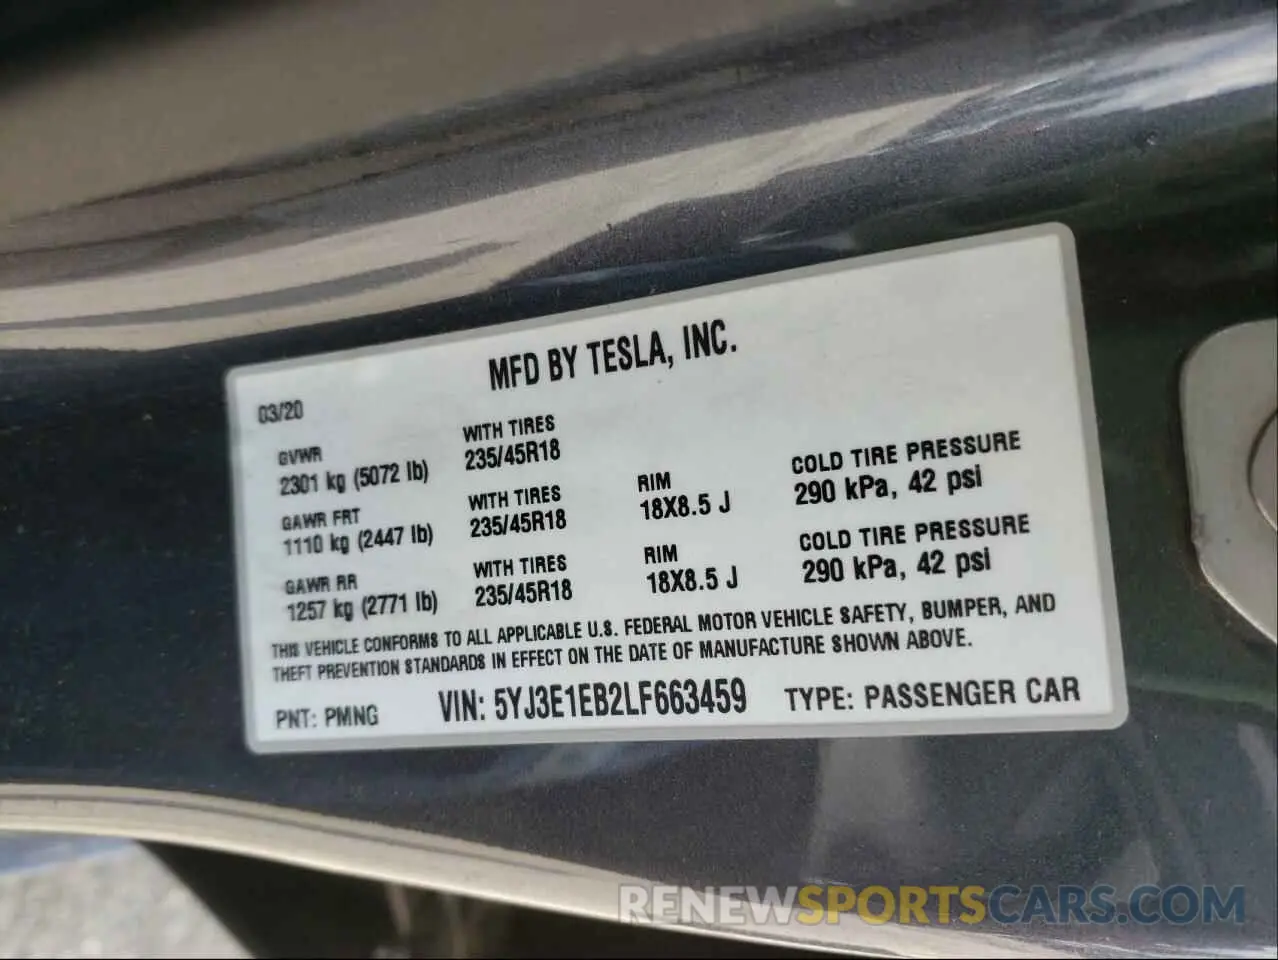 MFD BY TESLA, INC.
03/20
GVWR
2301 kg (5072 lb)
WITH TIRES
235/45R18
GAWR FRT
1110 kg (2447 lb)
WITH TIRES
235/45R18
RIM
18X8.5 J
COLD TIRE PRESSURE
290 kPa, 42 psi
GAWR RR
1257 kg (2771 lb)
WITH TIRES
235/45R18
RIM
18X8.5 J
COLD TIRE PRESSURE
290 kPa, 42 psi
THIS VEHICLE CONFORMS TO ALL APPLICABLE U.S. FEDERAL MOTOR VEHICLE SAFETY, BUMPER, AND
THEFT PREVENTION STANDARDS IN EFFECT ON THE DATE OF MANUFACTURE SHOWN ABOVE.
PNT: PMNG
VIN: 5YJ3E1EB2LF663459
TYPE: PASSENGER CAR
RENEWSPORTSCARS.COM